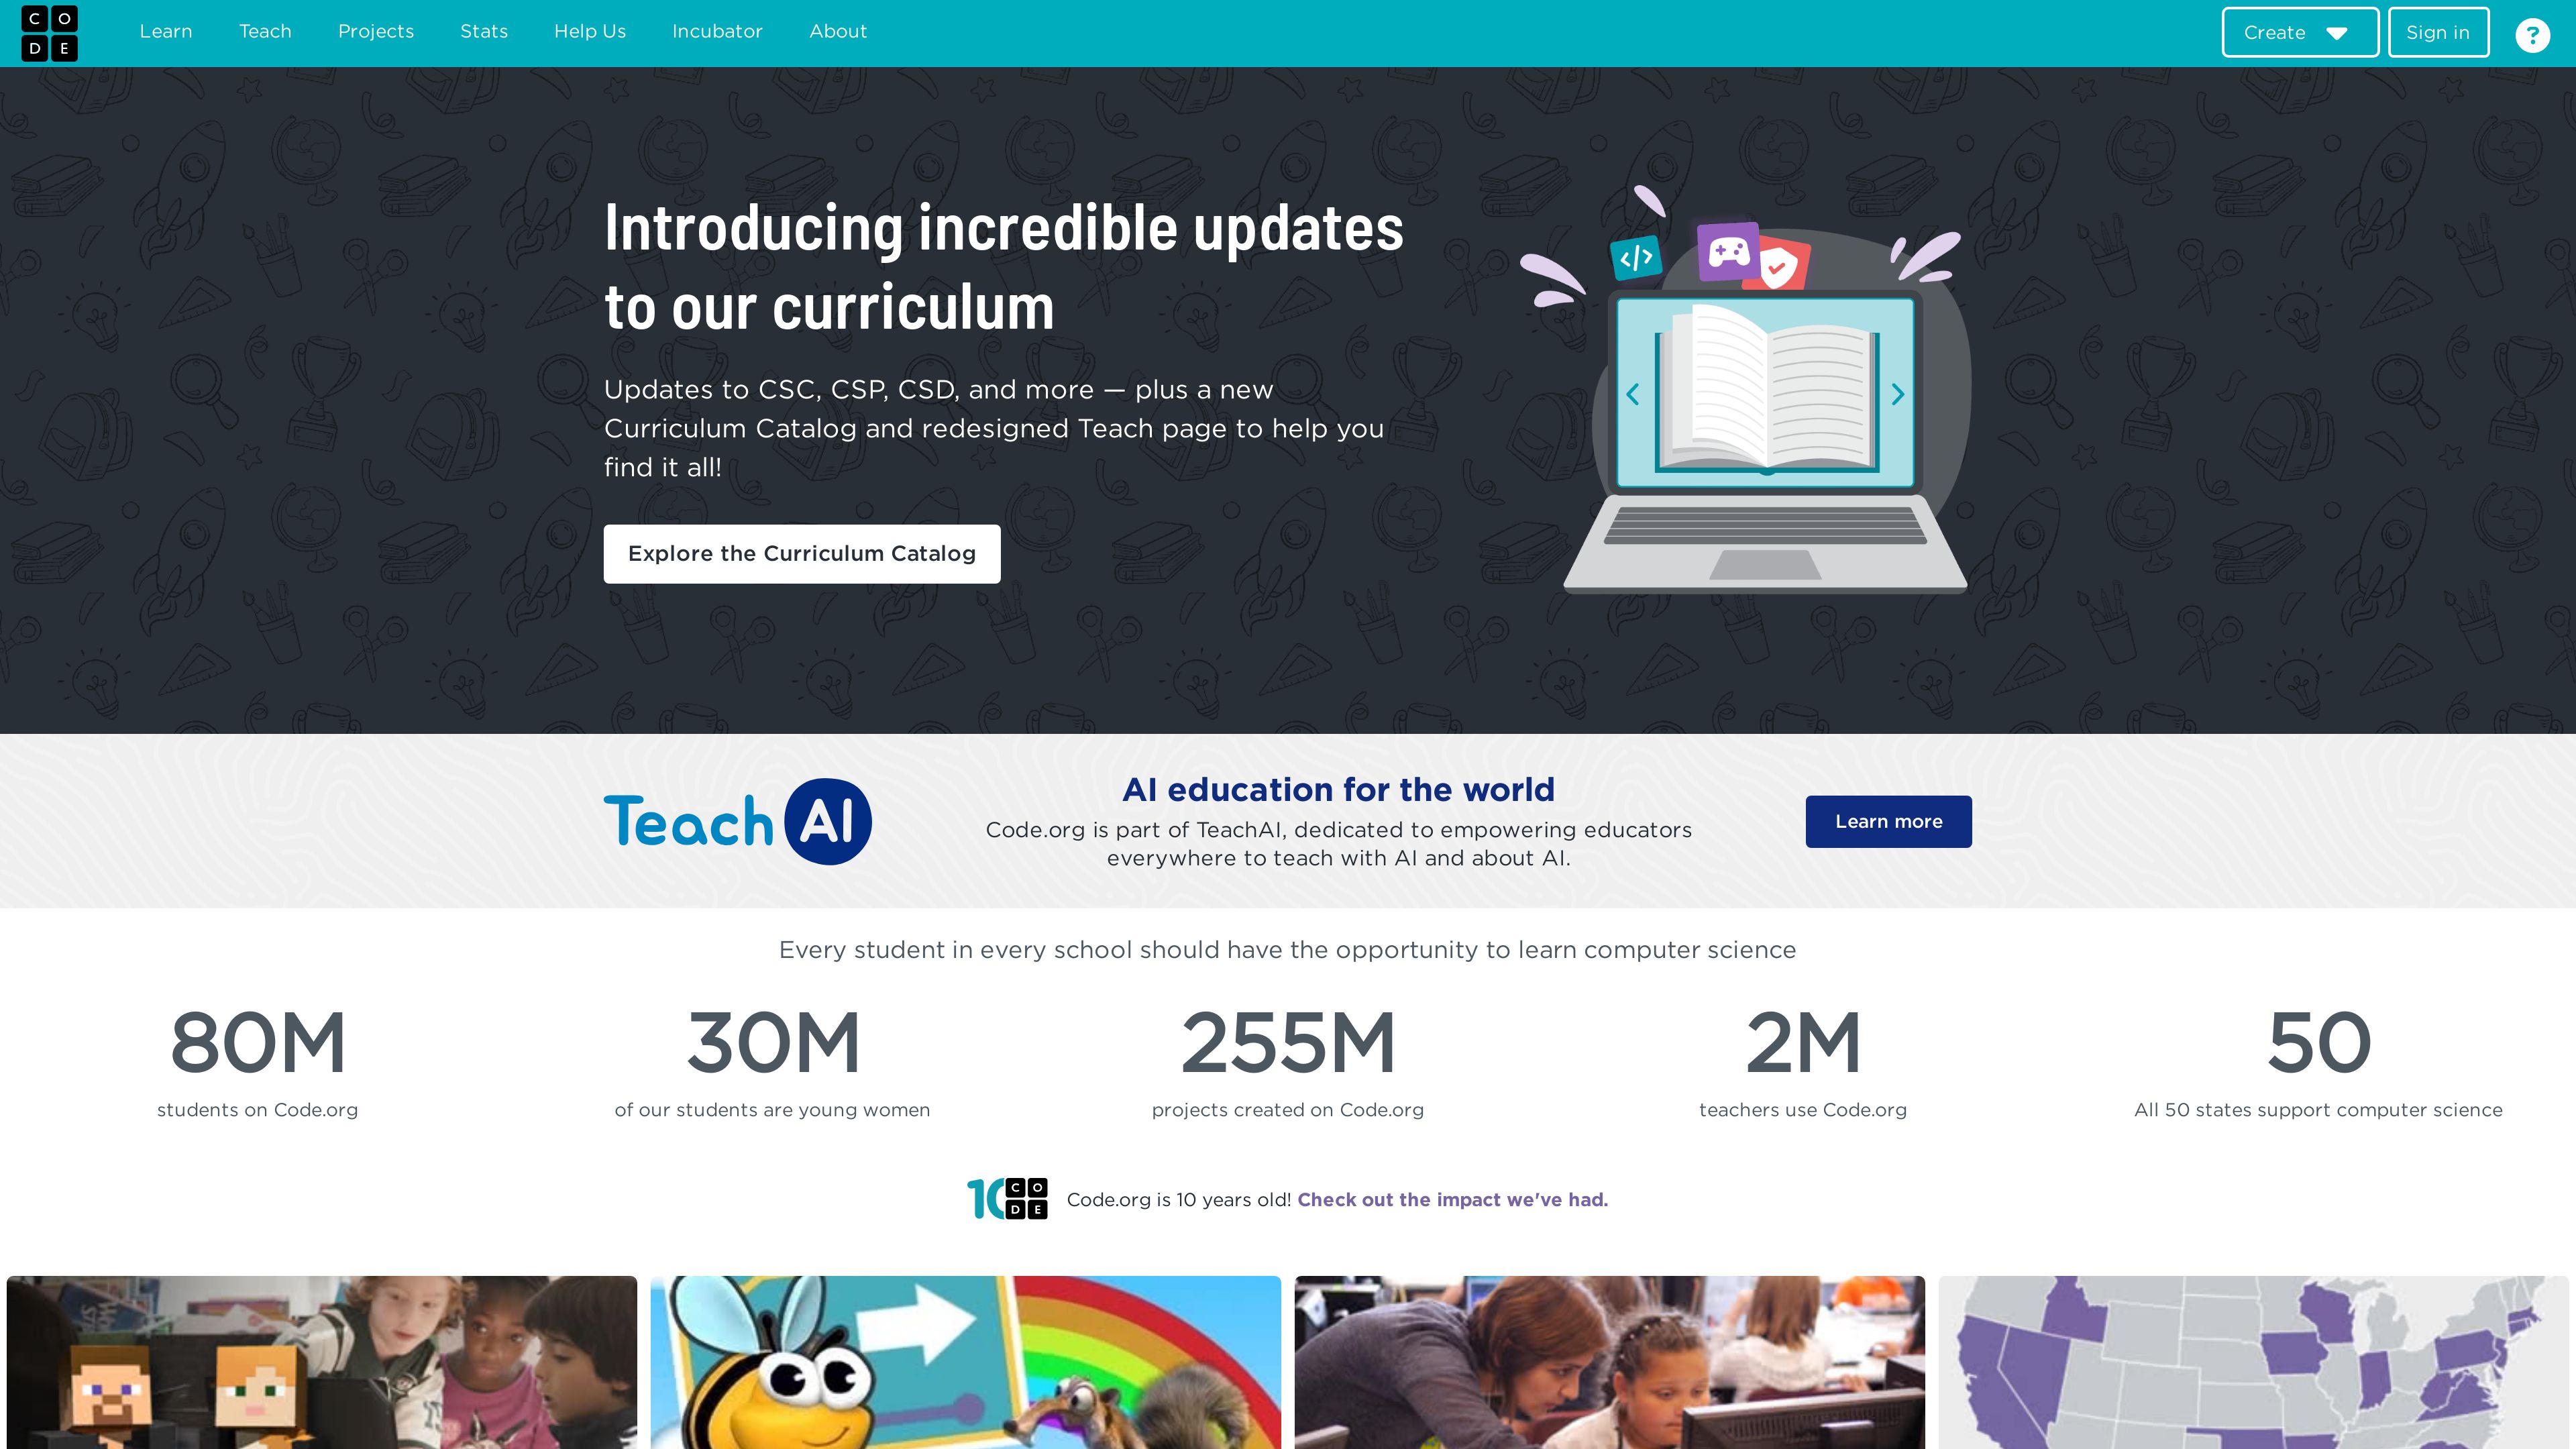 CODE
Learn
Teach
Projects
Stats
Help Us
Incubator
About
Create
Sign in
?
Introducing incredible updates
to our curriculum
Updates to CSC, CSP, CSD, and more — plus a new
Curriculum Catalog and redesigned Teach page to help you
find it all!
Explore the Curriculum Catalog
</>
Teach AI
AI education for the world
Code.org is part of TeachAI, dedicated to empowering educators
everywhere to teach with AI and about AI.
Learn more
Every student in every school should have the opportunity to learn computer science
80M
students on Code.org
30M
of our students are young women
255M
projects created on Code.org
2M
teachers use Code.org
50
All 50 states support computer science
10 CODE
Code.org is 10 years old! Check out the impact we've had.